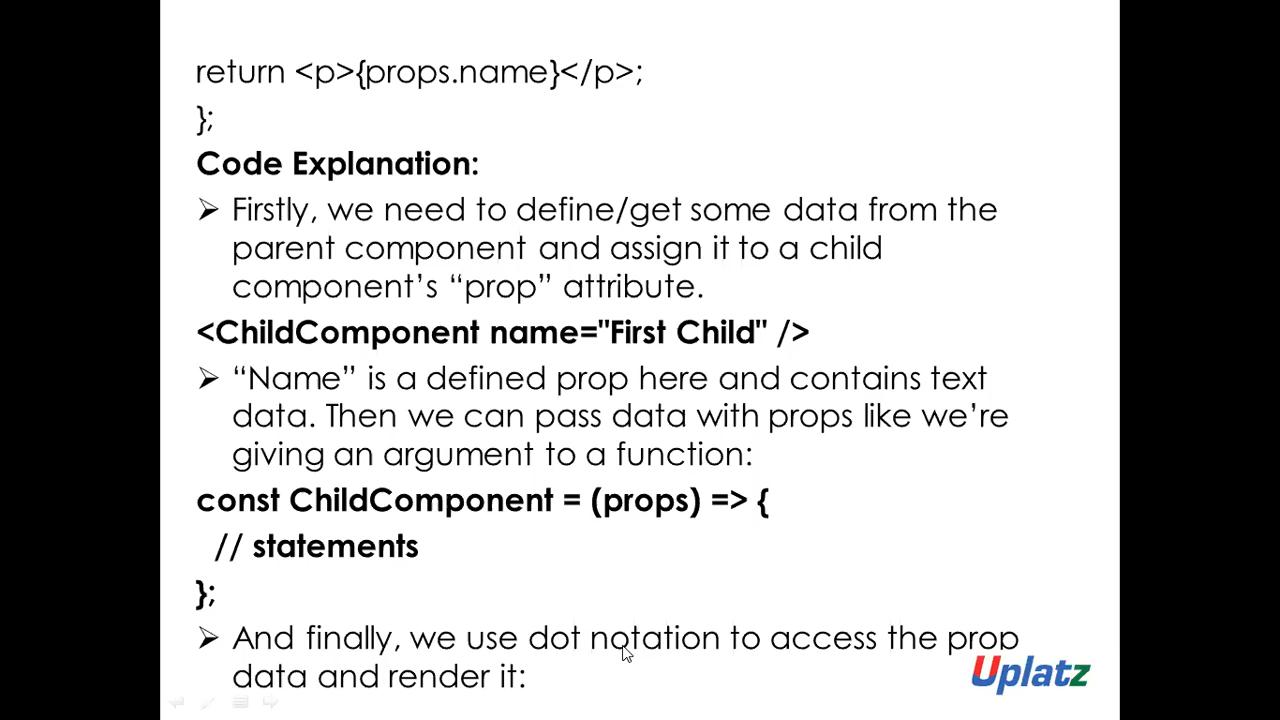 return <p>{props.name}</p>;
};
Code Explanation:
➢ Firstly, we need to define/get some data from the
parent component and assign it to a child
component’s “prop” attribute.
<ChildComponent name="First Child" />
➢ “Name” is a defined prop here and contains text
data. Then we can pass data with props like we’re
giving an argument to a function:
const ChildComponent = (props) => {
// statements
};
➢ And finally, we use dot notation to access the prop
data and render it:
Uplatz